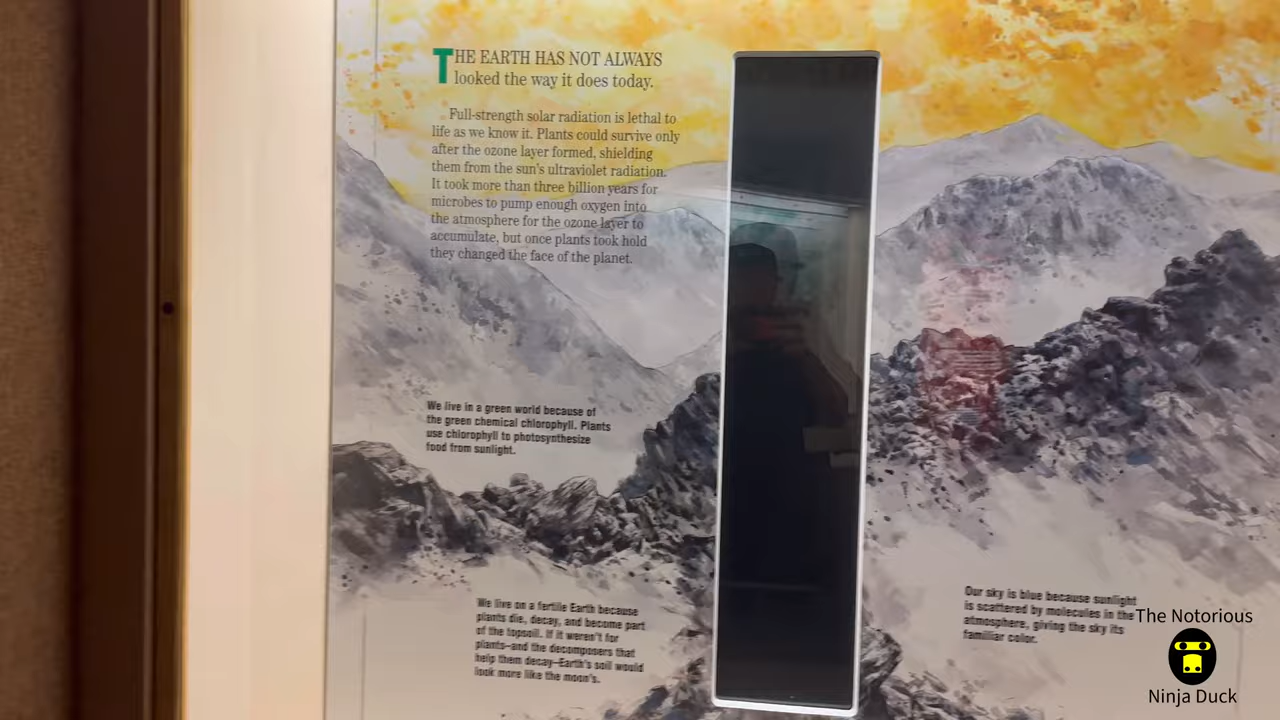 THE EARTH HAS NOT ALWAYS
looked the way it does today.
Full-strength solar radiation is lethal to
life as we know it. Plants could survive only
after the ozone layer formed, shielding
them from the sun's ultraviolet radiation.
It took more than three billion years for
microbes to pump enough oxygen into
the atmosphere for the ozone layer to
accumulate, but once plants took hold
they changed the face of the planet.
We live in a green world because of
the green chemical chlorophyll. Plants
use chlorophyll to photosynthesize
food from sunlight.
We live on a fertile Earth because
plants die, decay, and become part
of the topsoil. If it weren't for
plants–and the decomposers that
help them decay–Earth's soil would
look more like the moon's.
Our sky is blue because sunlight
is scattered by molecules in the
atmosphere, giving the sky its
familiar color.
The Notorious
Ninja Duck